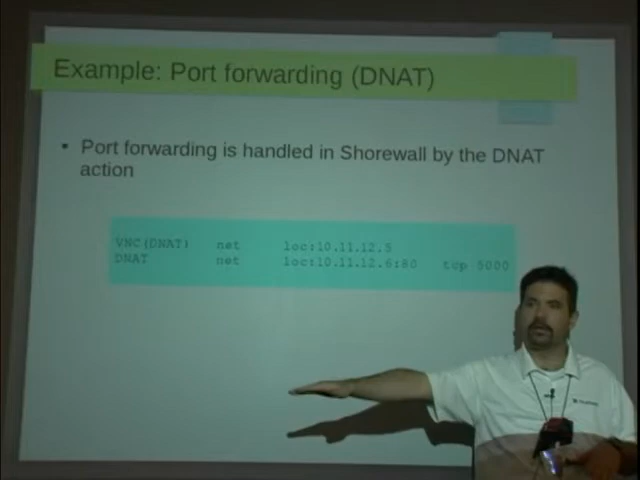 Example: Port forwarding (DNAT)
• Port forwarding is handled in Shorewall by the DNAT
action
VNC(DNAT) net loc:10.11.12.5
DNAT net loc:10.11.12.6:80 tcp 5000